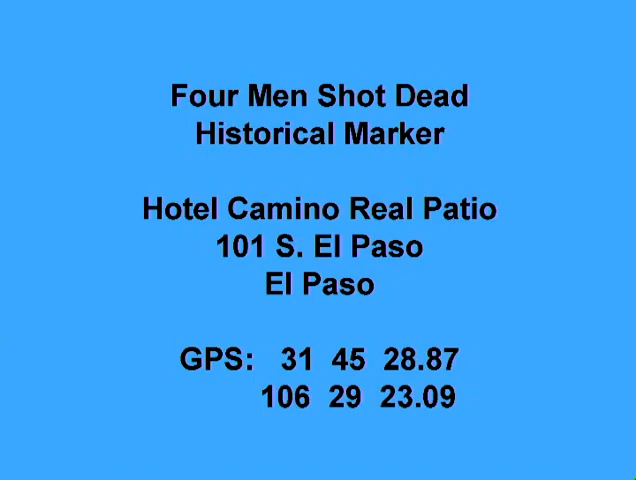 Four Men Shot Dead
Historical Marker
Hotel Camino Real Patio
101 S. El Paso
El Paso
GPS: 31 45 28.87
106 29 23.09